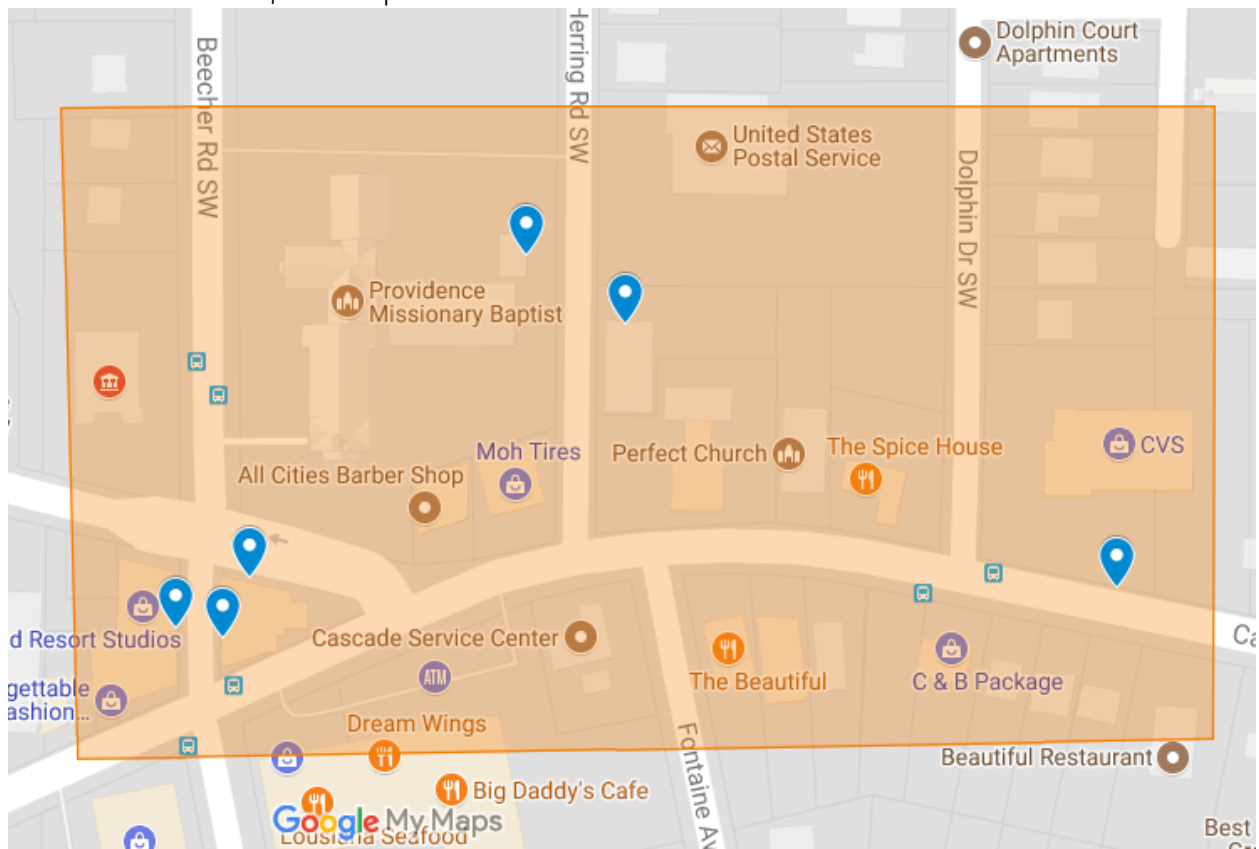 Dolphin Court
Apartments
Beecher Rd SW
Herring Rd SW
United States
Postal Service
Dolphin Dr SW
Providence
Missionary Baptist
Moh Tires
Perfect Church
The Spice House
CVS
All Cities Barber Shop
d Resort Studios
Cascade Service Center
Ca
gettable
ashion...
ATM
The Beautiful
C & B Package
Dream Wings
Fontaine Av
Beautiful Restaurant
Big Daddy's Cafe
Google My Maps
Lousiana Seafood
Best